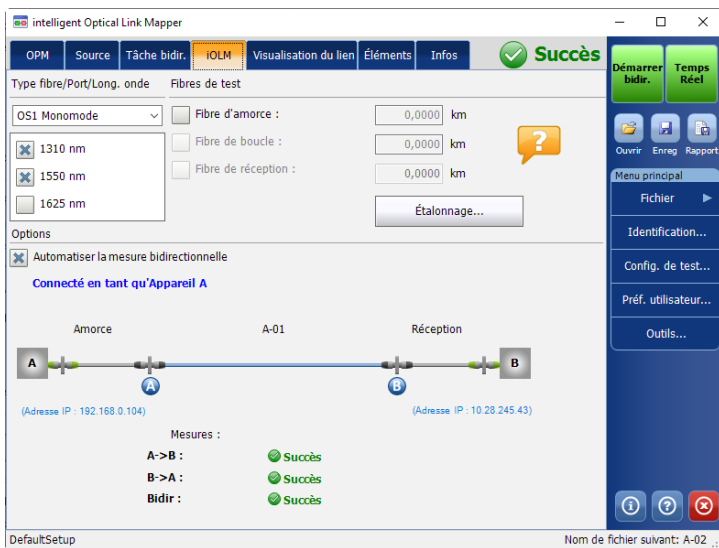 intelligent Optical Link Mapper
OPM Source Tâche bidir. iOLM Visualisation du lien Éléments Infos Succès
Démarrer bidir. Temps Réel
Type fibre/Port/Long. onde Fibres de test
OS1 Monomode Fibre d'amorce : 0,0000 km
1310 nm Fibre de boucle : 0,0000 km ?
1550 nm Fibre de réception : 0,0000 km
1625 nm Étalonnage...
Ouvrir Enreg Rapport
Menu principal
Fichier
Identification...
Config. de test...
Préf. utilisateur...
Outils...
Options
Automatiser la mesure bidirectionnelle
Connecté en tant qu'Appareil A
Amorce A-01 Réception
A B
A B
(Adresse IP : 192.168.0.104) (Adresse IP : 10.28.245.43)
Mesures :
A->B : Succès
B->A : Succès
Bidir : Succès
DefaultSetup Nom de fichier suivant: A-02